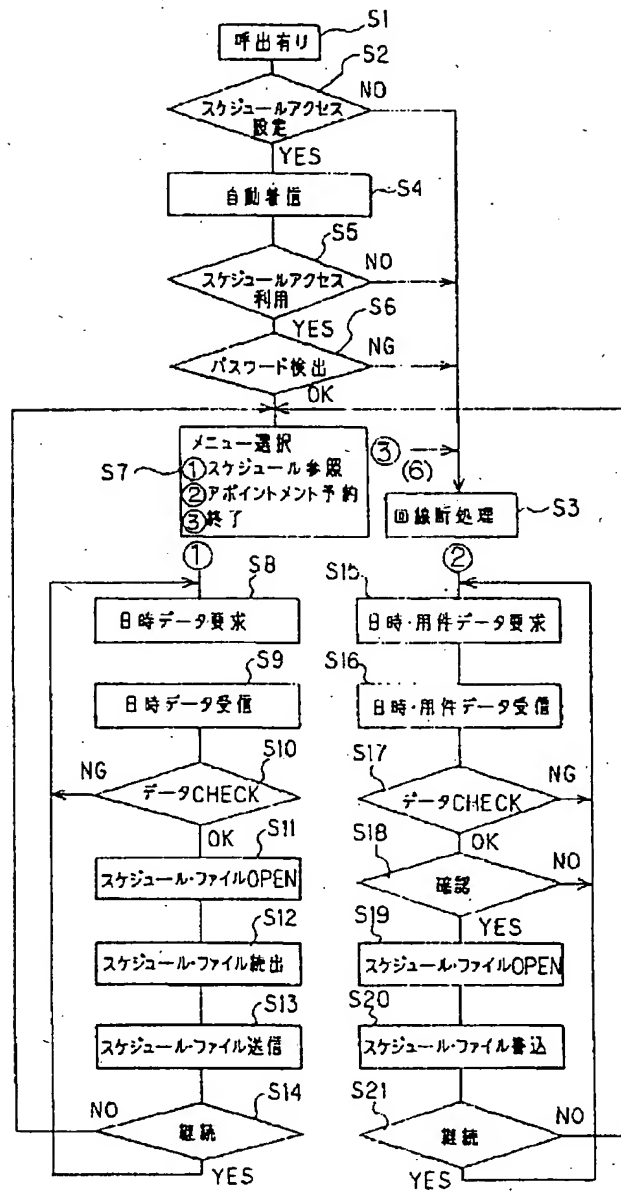 S1
呼出有り
S2
スケジュールアクセス
設定
NO
YES
自動着信
S4
S5
スケジュールアクセス
利用
NO
YES
S6
パスワード検出
NG
OK
S7
メニュー選択
①スケジュール参照
②アポイントメント予約
③終了
③
(6)
回線断処理
S3
①
S8
日時データ要求
S9
日時データ受信
S10
データCHECK
NG
OK
S11
スケジュール・ファイルOPEN
S12
スケジュール・ファイル読出
S13
スケジュール・ファイル送信
S14
継続
NO
YES
②
S15
日時・用件データ要求
S16
日時・用件データ受信
S17
データCHECK
NG
OK
S18
確認
NO
YES
S19
スケジュール・ファイルOPEN
S20
スケジュール・ファイル書込
S21
継続
NO
YES